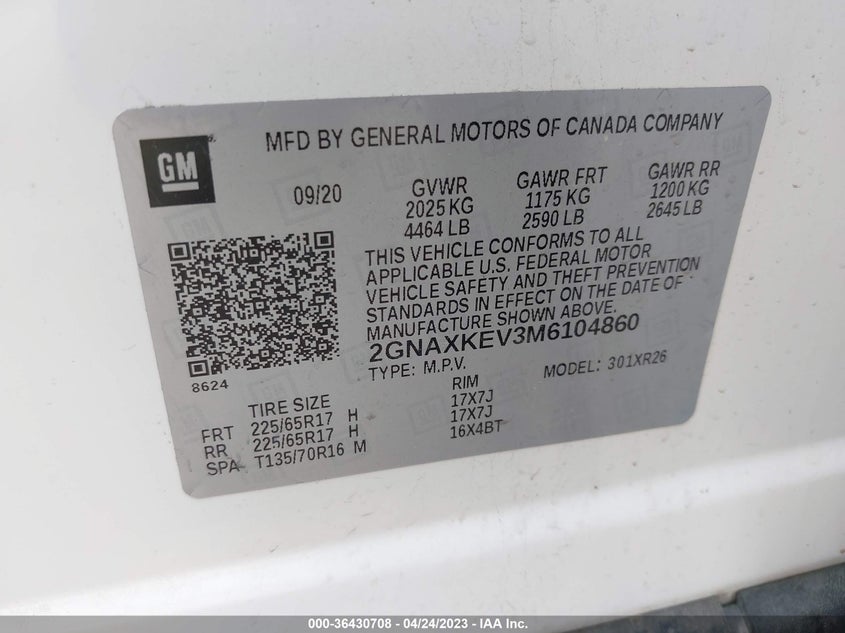 MFD BY GENERAL MOTORS OF CANADA COMPANY
GM
09/20 GVWR GAWR FRT GAWR RR
2025 KG 1175 KG 1200 KG
4464 LB 2590 LB 2645 LB
THIS VEHICLE CONFORMS TO ALL
APPLICABLE U.S. FEDERAL MOTOR
VEHICLE SAFETY AND THEFT PREVENTION
STANDARDS IN EFFECT ON THE DATE OF
MANUFACTURE SHOWN ABOVE.
2GNAXKEV3M6104860
TYPE: M.P.V. MODEL: 301XR26
8624
TIRE SIZE RIM
FRT 225/65R17 H 17X7J
RR 225/65R17 H 17X7J
SPA T135/70R16 M 16X4BT
000-36430708 - 04/24/2023 - IAA Inc.